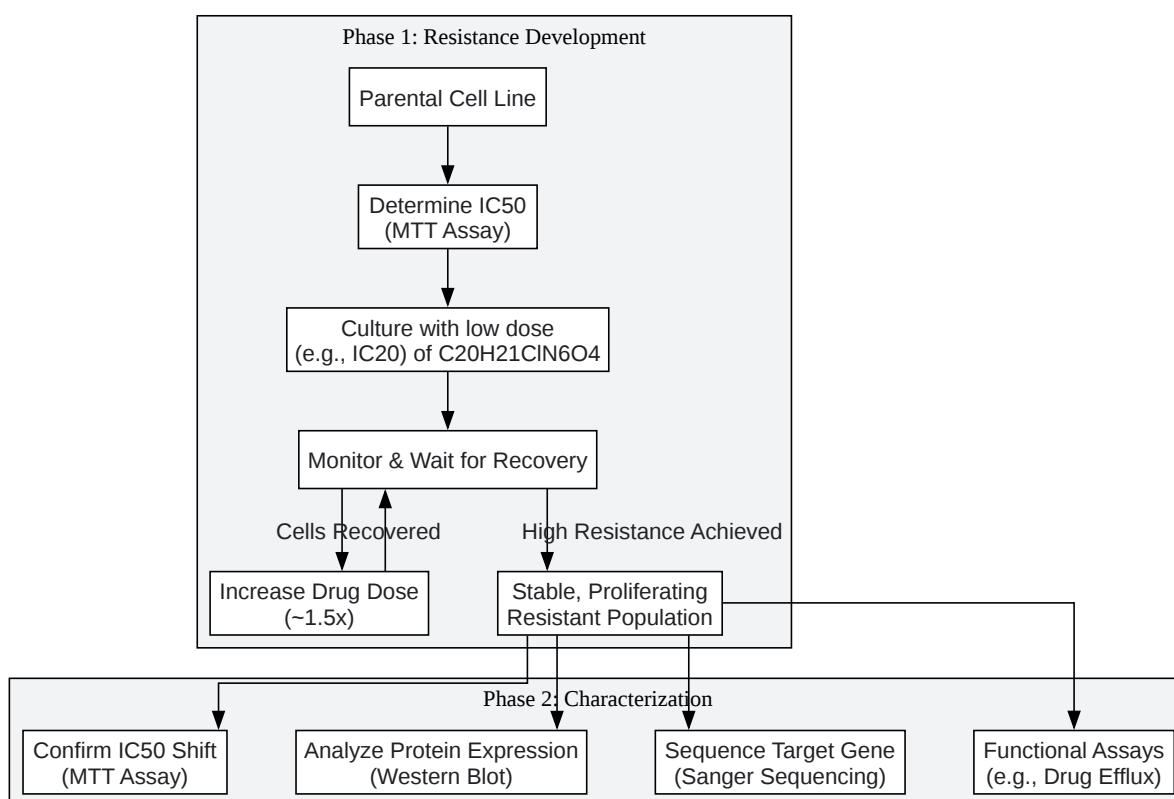 Phase 1: Resistance Development
Parental Cell Line
Determine IC50
(MTT Assay)
Culture with low dose
(e.g., IC20) of C20H21ClN6O4
Monitor & Wait for Recovery
Cells Recovered
High Resistance Achieved
Increase Drug Dose
(~1.5x)
Stable, Proliferating
Resistant Population
Phase 2: Characterization
Confirm IC50 Shift
(MTT Assay)
Analyze Protein Expression
(Western Blot)
Sequence Target Gene
(Sanger Sequencing)
Functional Assays
(e.g., Drug Efflux)